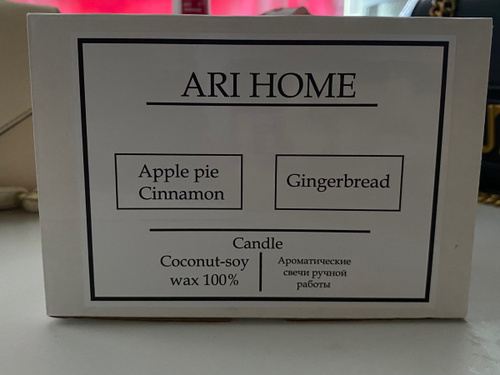 ARI HOME
Apple pie
Cinnamon
Gingerbread
Candle
Coconut-soy
wax 100%
Ароматические
свечи ручной
работы